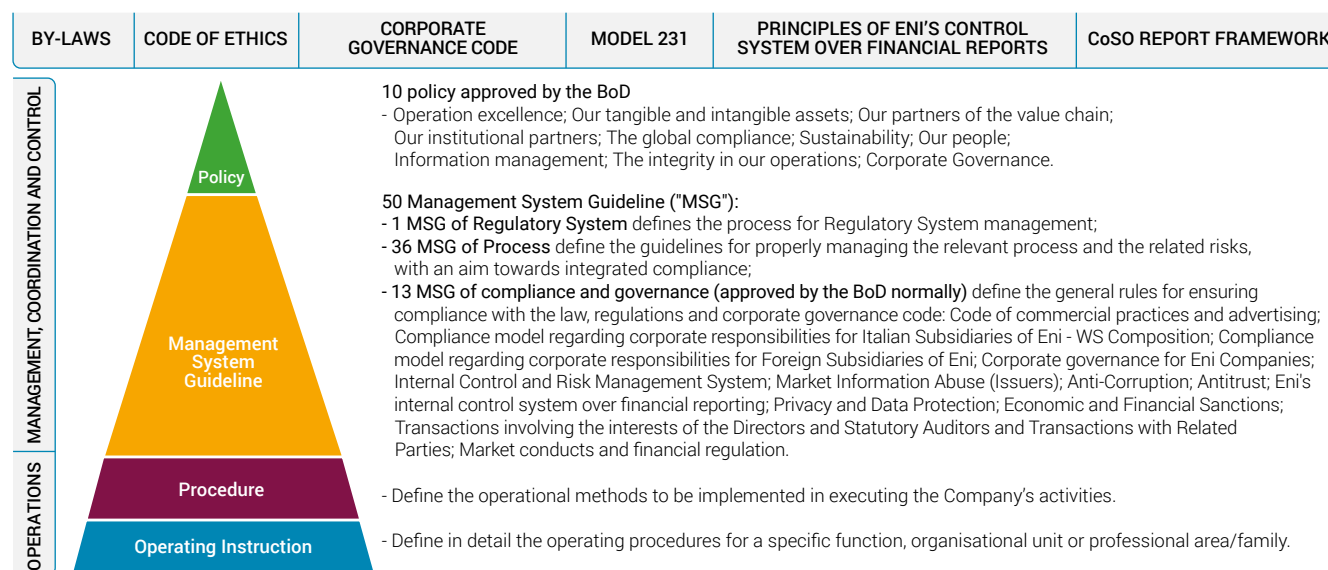 BY-LAWS
CODE OF ETHICS
CORPORATE
GOVERNANCE CODE
MODEL 231
PRINCIPLES OF ENI'S CONTROL
SYSTEM OVER FINANCIAL REPORTS
CoSO REPORT FRAMEWORK
MANAGEMENT, COORDINATION AND CONTROL
Policy
10 policy approved by the BoD
- Operation excellence; Our tangible and intangible assets; Our partners of the value chain;
Our institutional partners; The global compliance; Sustainability; Our people;
Information management; The integrity in our operations; Corporate Governance.
Management
System
Guideline
50 Management System Guideline ("MSG"):
- 1 MSG of Regulatory System defines the process for Regulatory System management;
- 36 MSG of Process define the guidelines for properly managing the relevant process and the related risks,
with an aim towards integrated compliance;
- 13 MSG of compliance and governance (approved by the BoD normally) define the general rules for ensuring
compliance with the law, regulations and corporate governance code: Code of commercial practices and advertising;
Compliance model regarding corporate responsibilities for Italian Subsidiaries of Eni - WS Composition; Compliance
model regarding corporate responsibilities for Foreign Subsidiaries of Eni; Corporate governance for Eni Companies;
Internal Control and Risk Management System; Market Information Abuse (Issuers); Anti-Corruption; Antitrust; Eni's
internal control system over financial reporting; Privacy and Data Protection; Economic and Financial Sanctions;
Transactions involving the interests of the Directors and Statutory Auditors and Transactions with Related
Parties; Market conducts and financial regulation.
OPERATIONS
Procedure
- Define the operational methods to be implemented in executing the Company's activities.
Operating Instruction
- Define in detail the operating procedures for a specific function, organisational unit or professional area/family.